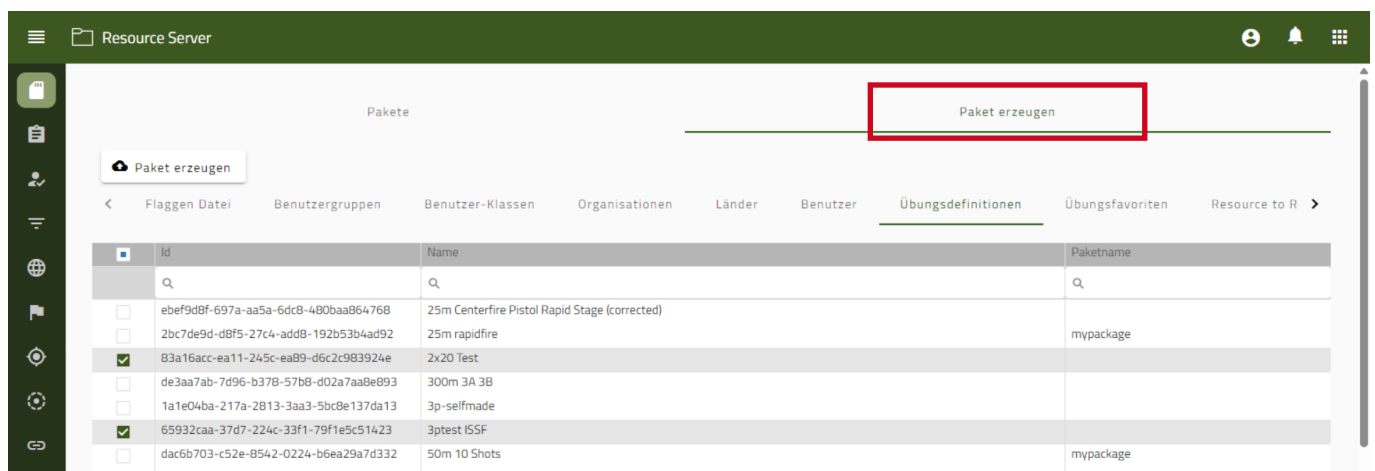 Resource Server
Pakete Paket erzeugen
Paket erzeugen
Flaggen Datei Benutzergruppen Benutzer-Klassen Organisationen Länder Benutzer Übungsdefinitionen Übungsfavoriten Resource to R
Id Name Paketname
ebef9d8f-697a-aa5a-6dc8-480baa864768 25m Centerfire Pistol Rapid Stage (corrected)
2bc7de9d-d8f5-27c4-add8-192b53b4ad92 25m rapidfire mypackage
83a16acc-ea11-245c-ea89-d6c2c983924e 2x20 Test
de3aa7ab-7d96-b378-57b8-d02a7aa8e893 300m 3A 3B
1a1e04ba-217a-2813-3aa3-5bc8e137da13 3p-selfmade
65932caa-37d7-224c-33f1-79f1e5c51423 3ptest ISSF
dac6b703-c52e-8542-0224-b6ea29a7d332 50m 10 Shots mypackage